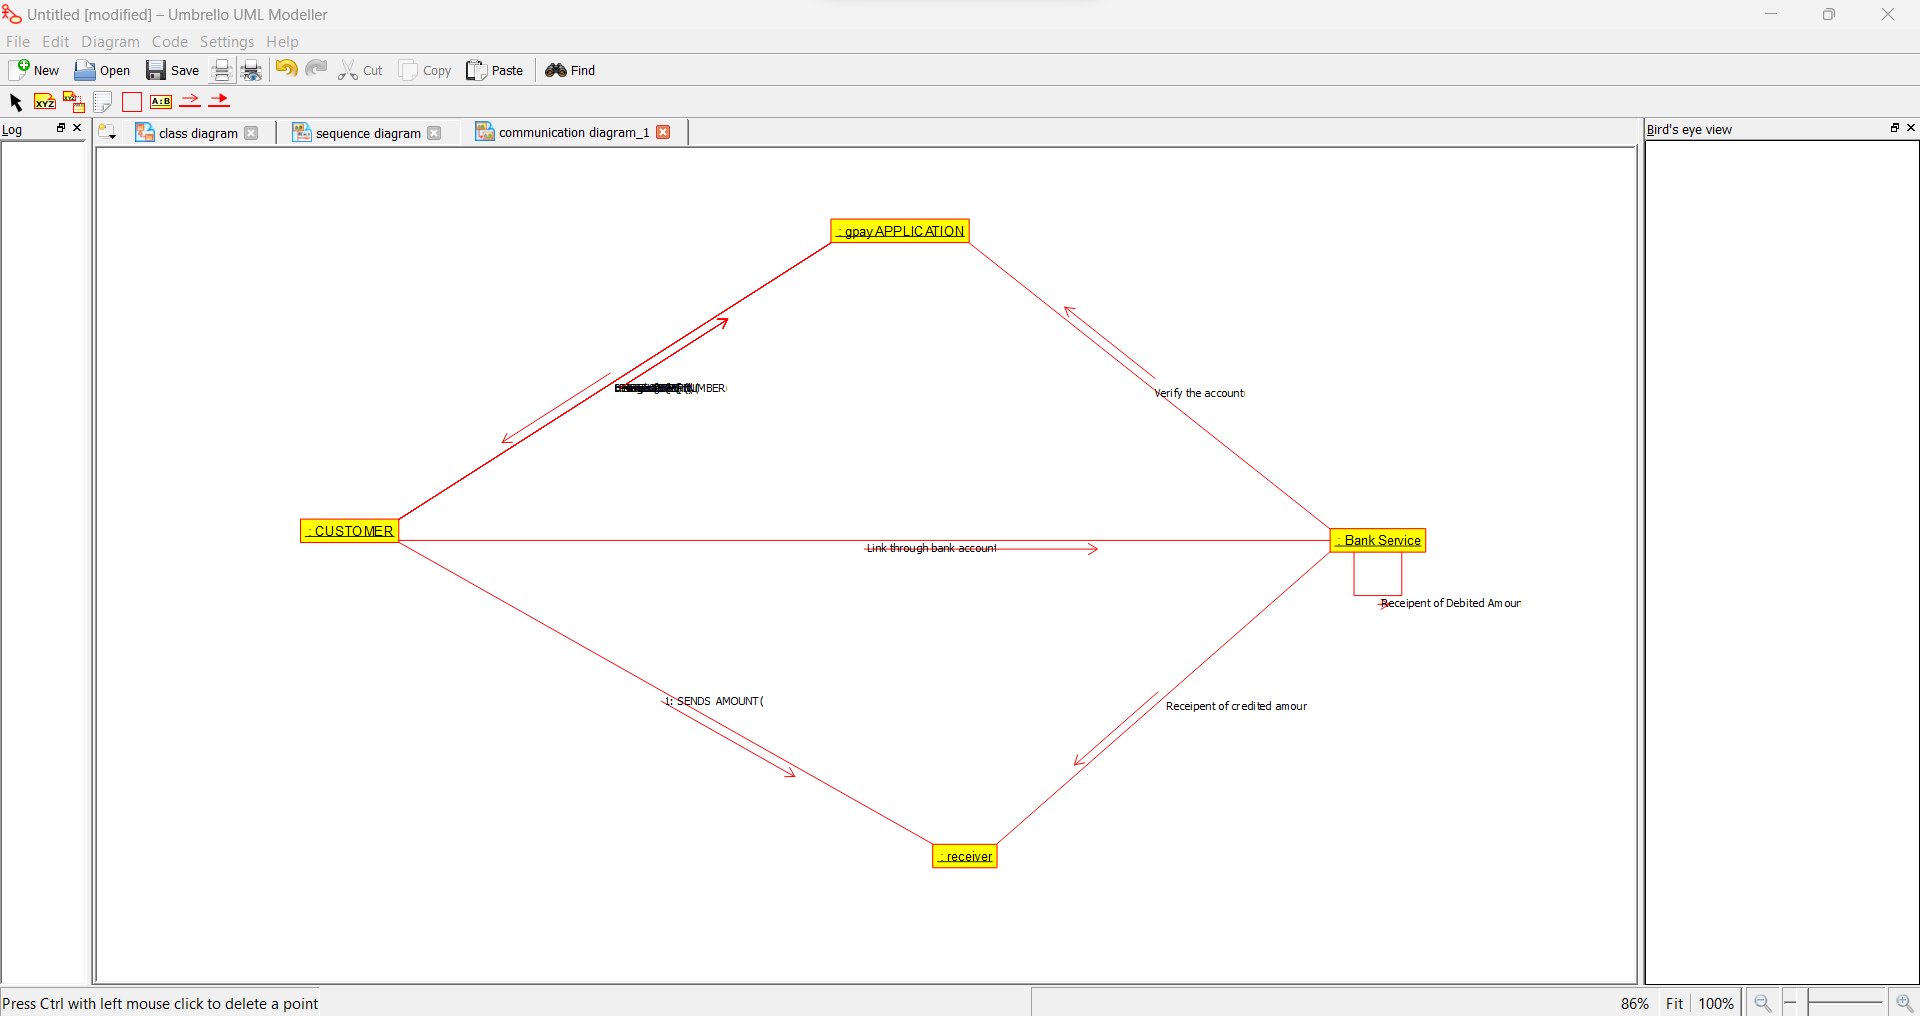 Untitled [modified] – Umbrello UML Modeller
File Edit Diagram Code Settings Help
New Open Save Cut Copy Paste Find
XYZ XYZ A:B
Log
class diagram
sequence diagram
communication diagram_1
Bird's eye view
: gpay APPLICATION
Verify the account
: CUSTOMER
Link through bank account
: Bank Service
Receipent of Debited Amoun
1: SENDS AMOUNT(
Receipent of credited amour
: receiver
Press Ctrl with left mouse click to delete a point
86% Fit 100%